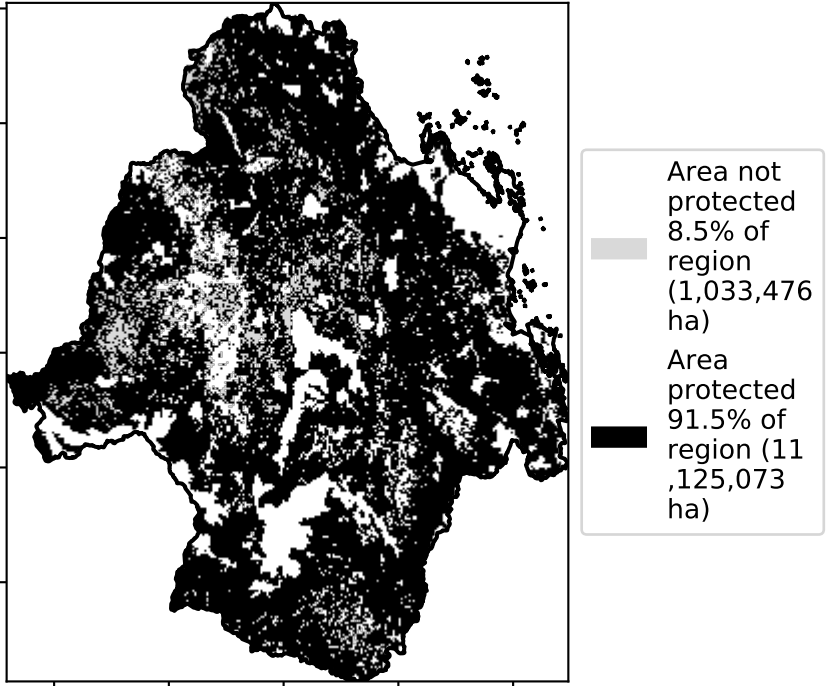 Area not
protected
8.5% of
region
(1,033,476
ha)
Area
protected
91.5% of
region (11
,125,073
ha)